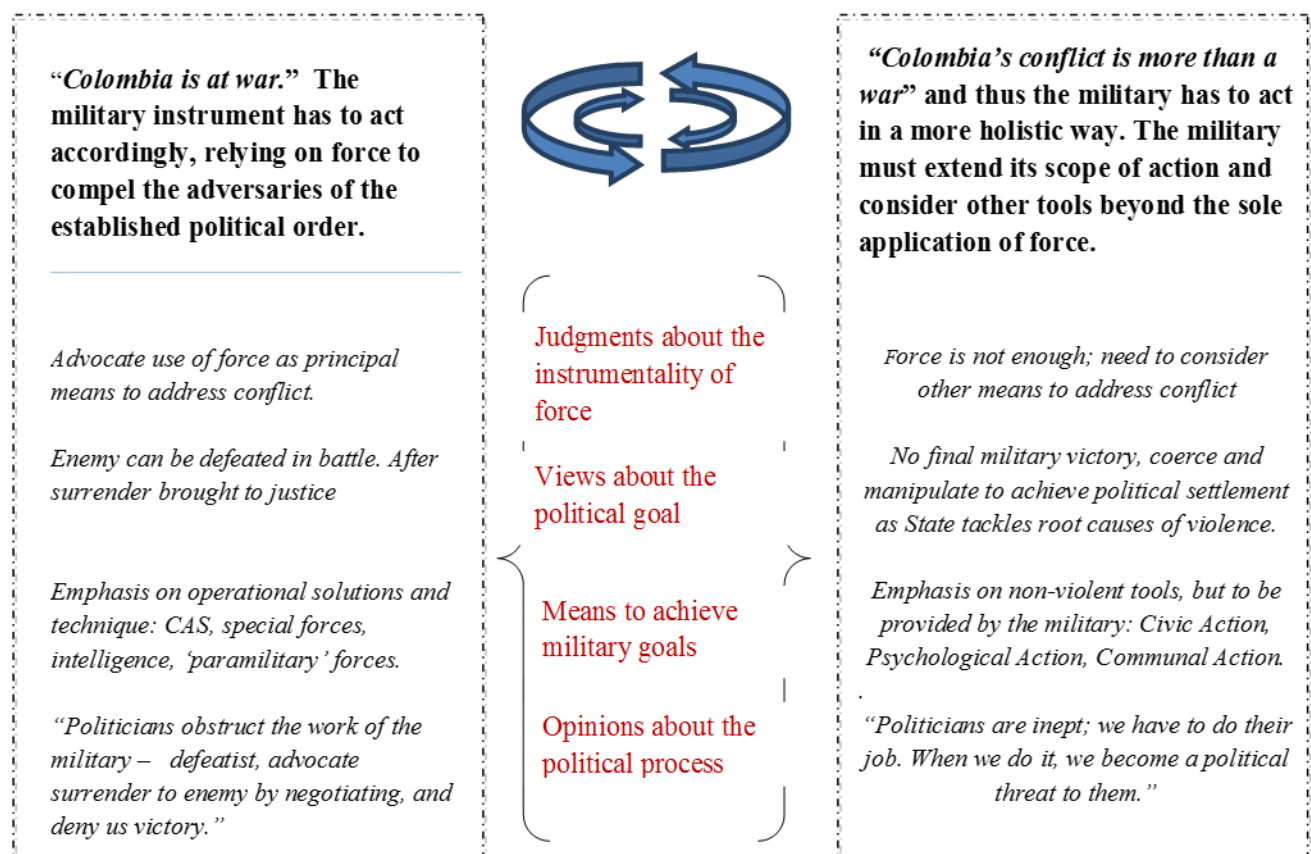 “Colombia is at war.” The
military instrument has to act
accordingly, relying on force to
compel the adversaries of the
established political order.
Advocate use of force as principal
means to address conflict.
Enemy can be defeated in battle. After
surrender brought to justice
Emphasis on operational solutions and
technique: CAS, special forces,
intelligence, ‘paramilitary’ forces.
“Politicians obstruct the work of the
military – defeatist, advocate
surrender to enemy by negotiating, and
deny us victory.”
Judgments about the
instrumentality of
force
Views about the
political goal
Means to achieve
military goals
Opinions about the
political process
“Colombia’s conflict is more than a
war” and thus the military has to act
in a more holistic way. The military
must extend its scope of action and
consider other tools beyond the sole
application of force.
Force is not enough; need to consider
other means to address conflict
No final military victory, coerce and
manipulate to achieve political settlement
as State tackles root causes of violence.
Emphasis on non-violent tools, but to be
provided by the military: Civic Action,
Psychological Action, Communal Action.
.
“Politicians are inept; we have to do their
job. When we do it, we become a political
threat to them.”